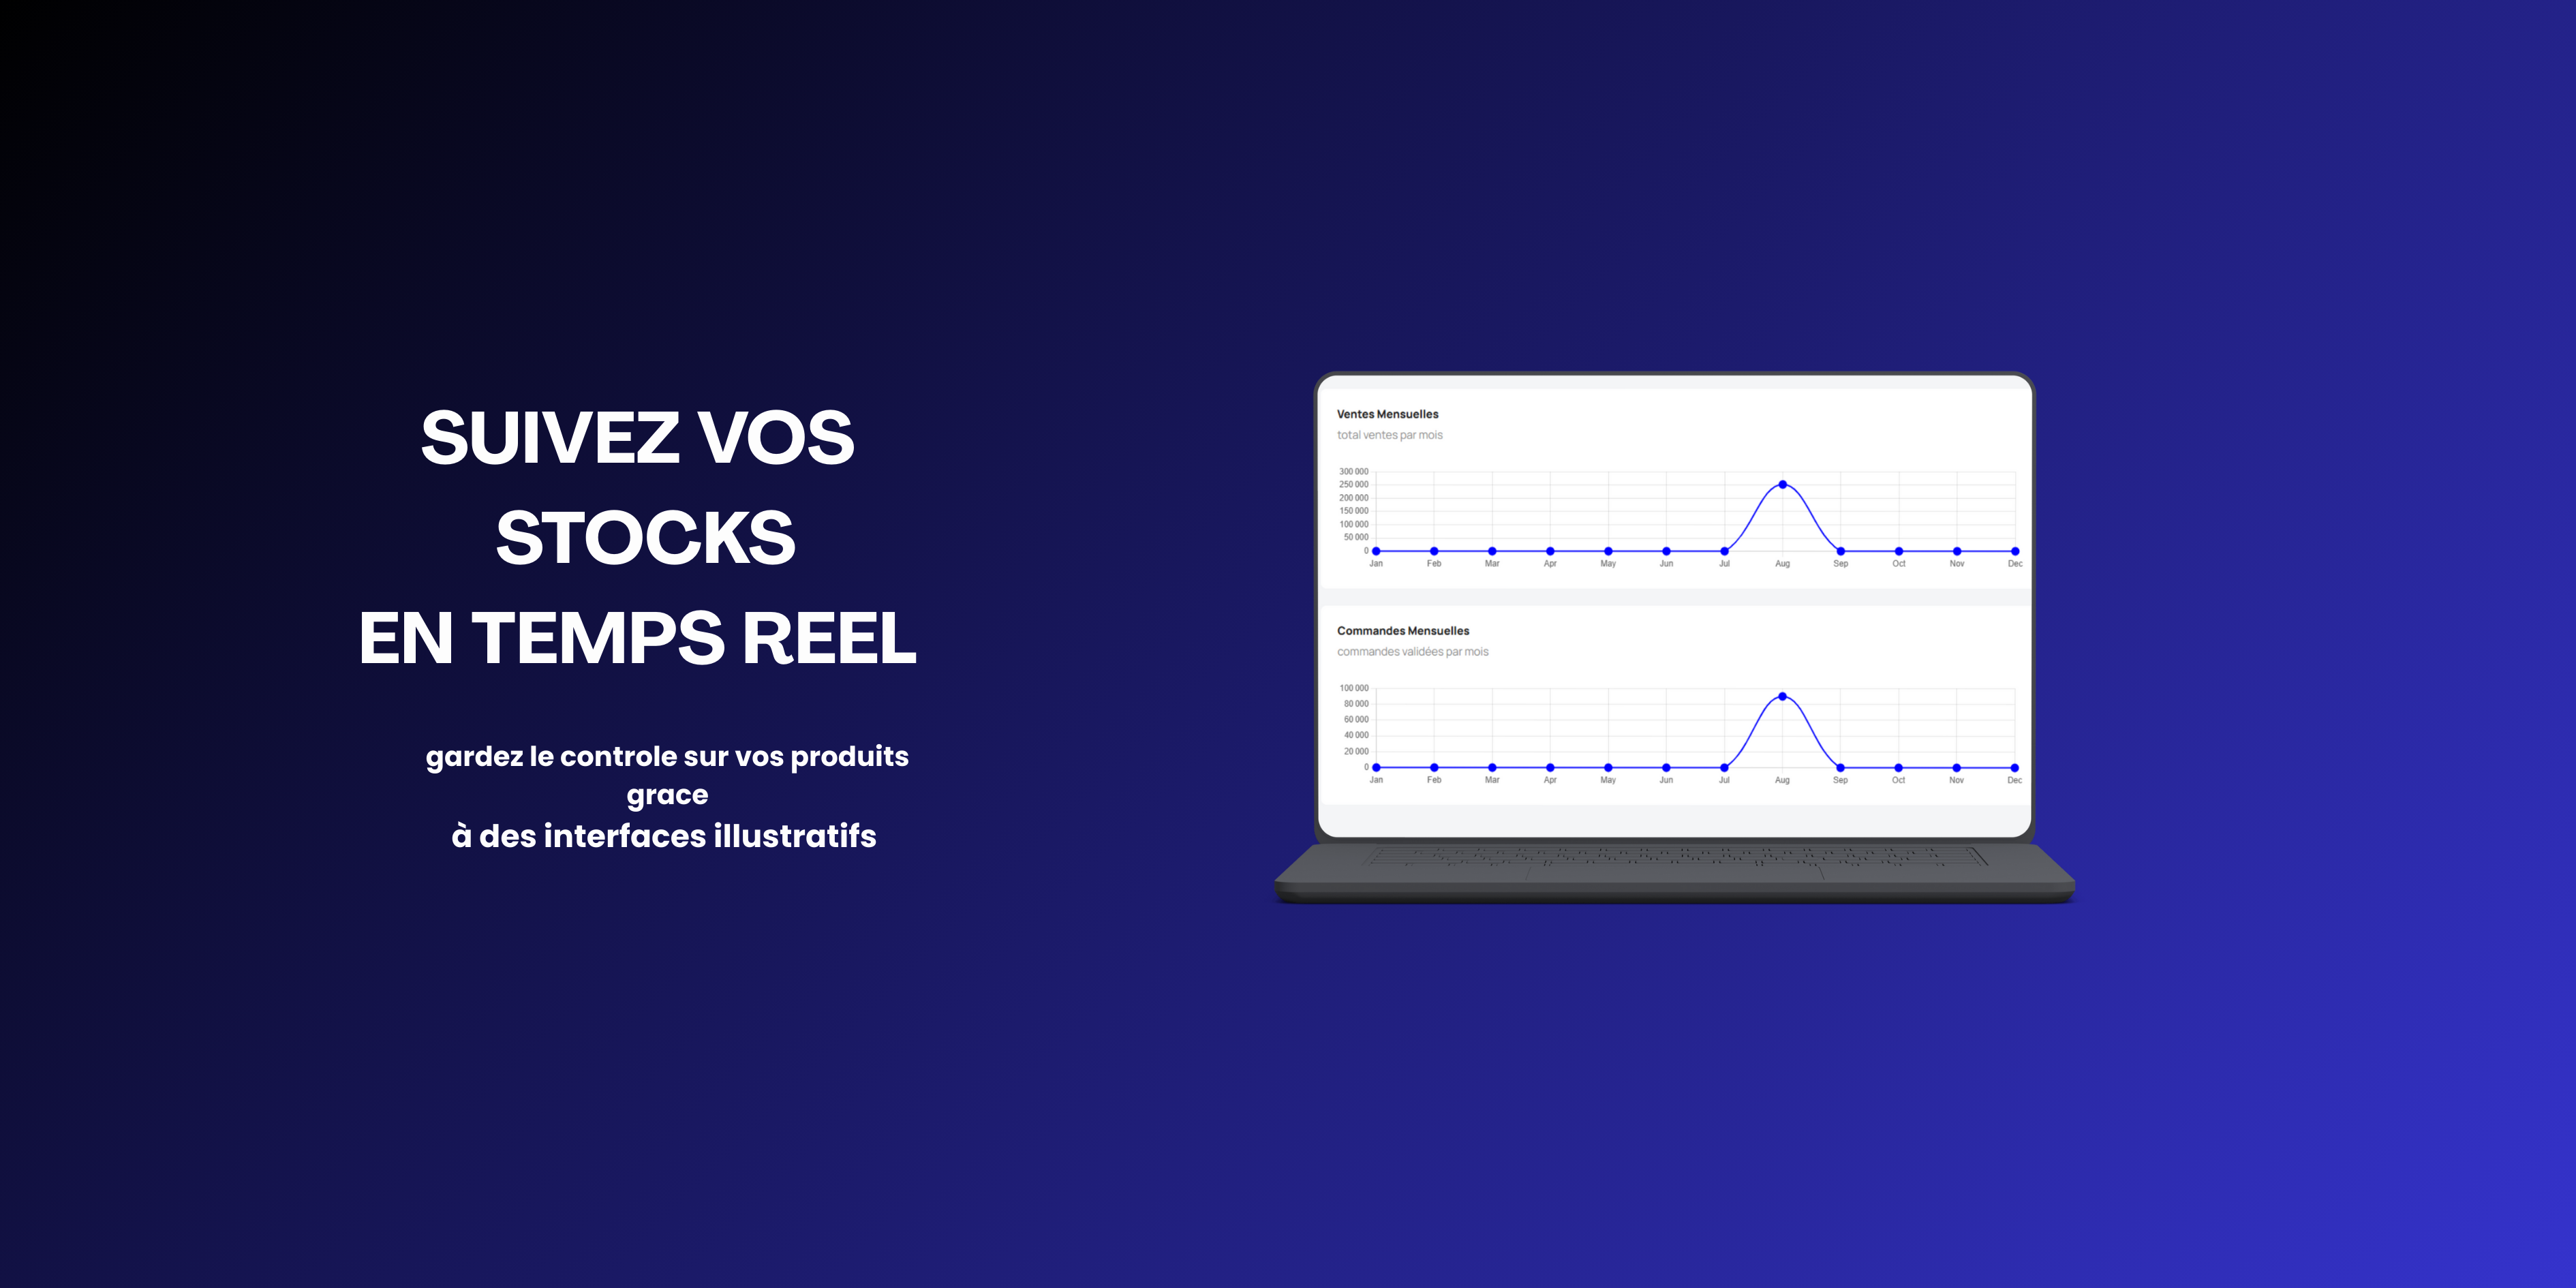 SUIVEZ VOS
STOCKS
EN TEMPS REEL
gardez le controle sur vos produits
grace
à des interfaces illustratifs
Ventes Mensuelles
total ventes par mois
300 000
250 000
200 000
150 000
100 000
50 000
0
Jan Feb Mar Apr May Jun Jul Aug Sep Oct Nov Dec
Commandes Mensuelles
commandes validées par mois
100 000
80 000
60 000
40 000
20 000
0
Jan Feb Mar Apr May Jun Jul Aug Sep Oct Nov Dec